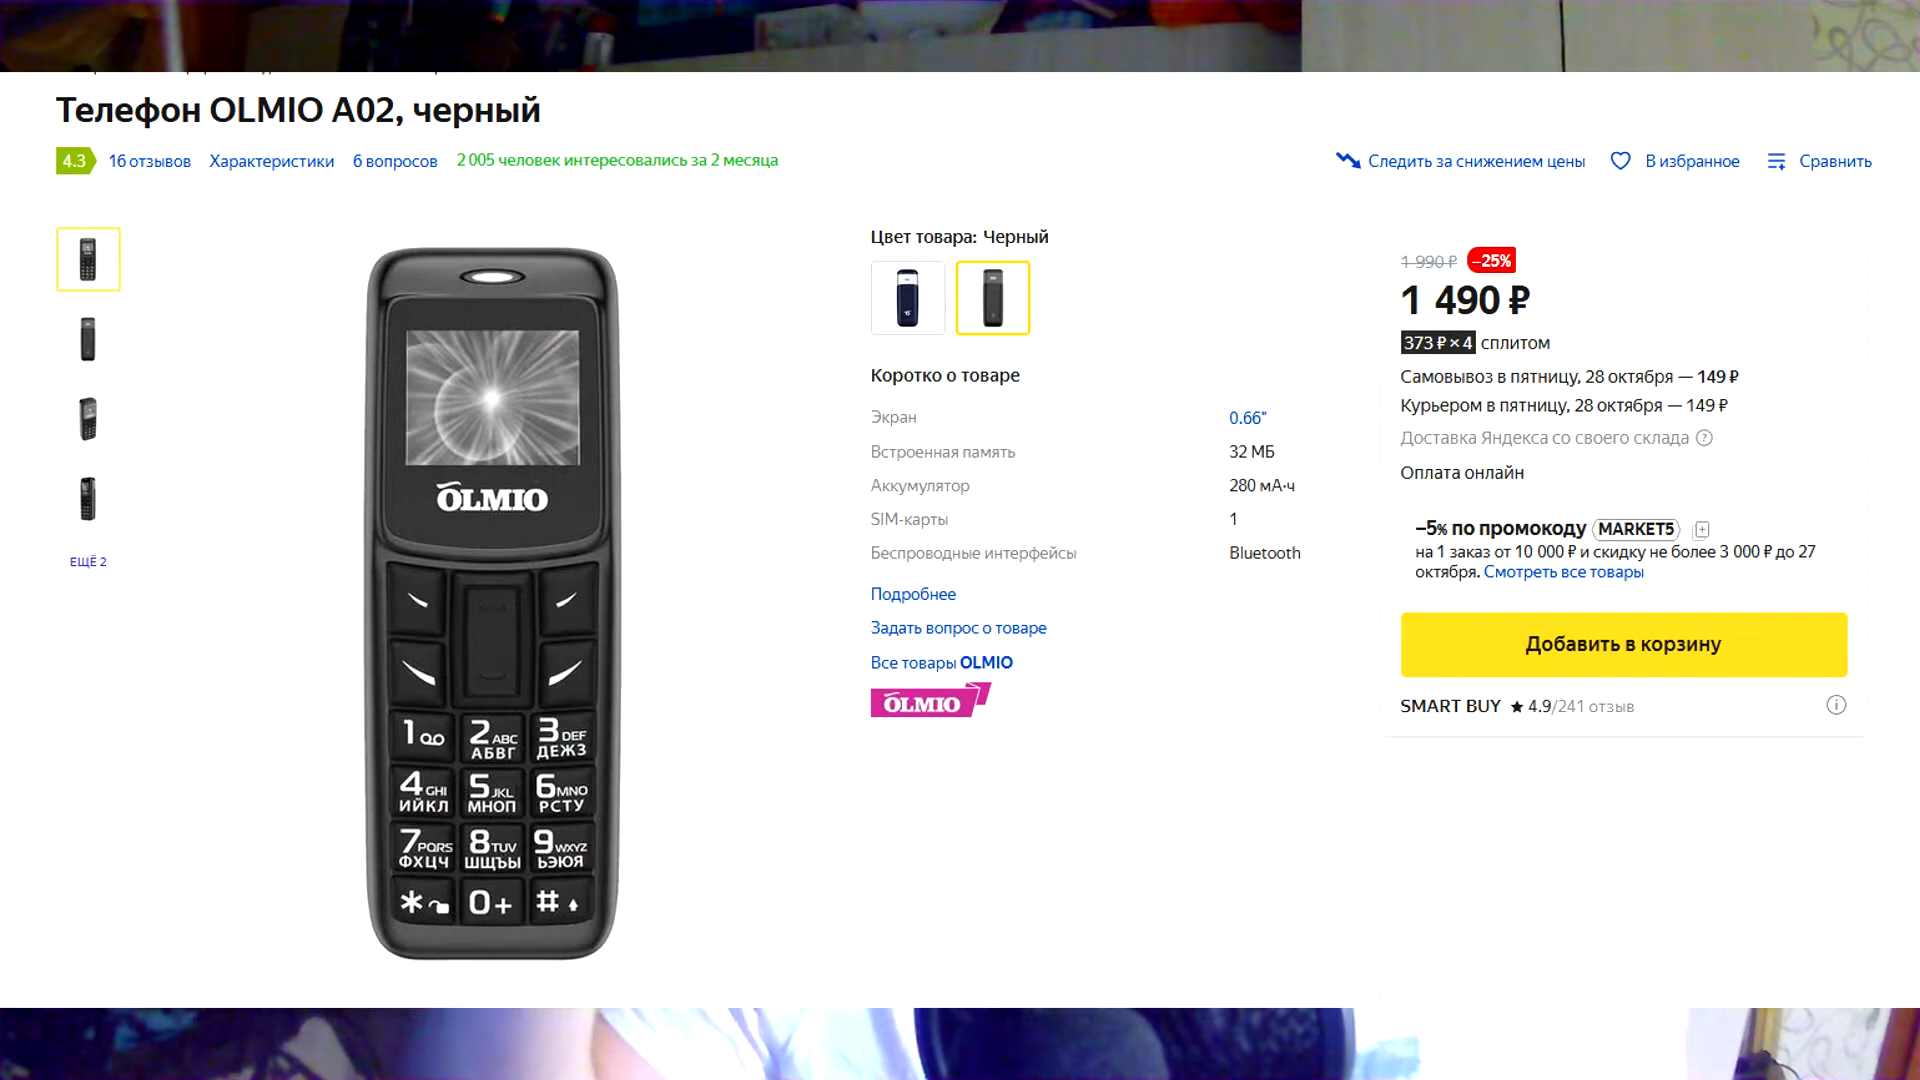 Телефон OLMIO A02, черный
4.3 16 отзывов Характеристики 6 вопросов 2 005 человек интересовались за 2 месяца
Следить за снижением цены В избранное Сравнить
ЕЩЁ 2
OLMIO
1
2 ABC АБВГ
3 DEF ДЕЖЗ
4 GHI ИЙКЛ
5 JKL МНОП
6 MNO РСТУ
7 PQRS ФХЦЧ
8 TUV ШЩЪЫ
9 WXYZ ЬЭЮЯ
* 0+ #
Цвет товара: Черный
Коротко о товаре
Экран 0.66"
Встроенная память 32 МБ
Аккумулятор 280 мА·ч
SIM-карты 1
Беспроводные интерфейсы Bluetooth
Подробнее
Задать вопрос о товаре
Все товары OLMIO
OLMIO
1 990 ₽ –25%
1 490 ₽
373 ₽ × 4 сплитом
Самовывоз в пятницу, 28 октября — 149 ₽
Курьером в пятницу, 28 октября — 149 ₽
Доставка Яндекса со своего склада ?
Оплата онлайн
–5% по промокоду MARKET5
на 1 заказ от 10 000 ₽ и скидку не более 3 000 ₽ до 27
октября. Смотреть все товары
Добавить в корзину
SMART BUY ★ 4.9/241 отзыв